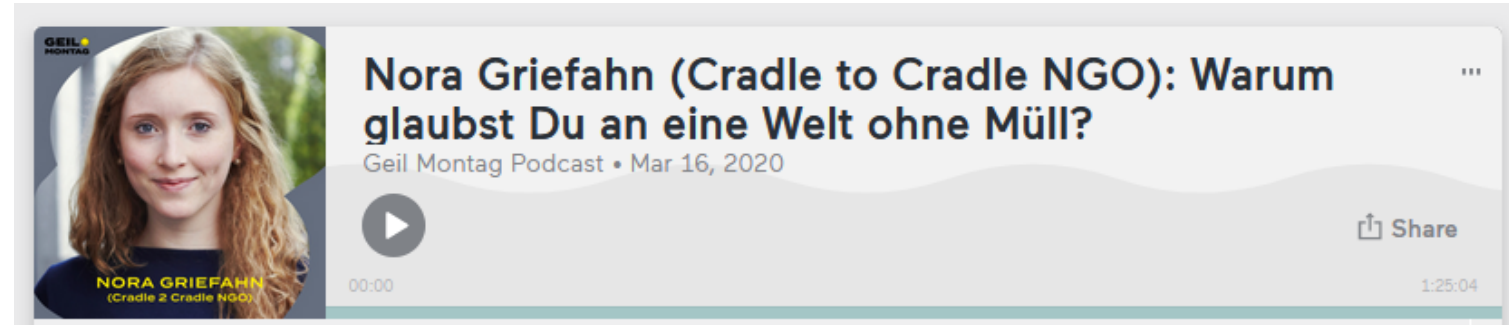 GEIL
MONTAG
NORA GRIEFAHN
(Cradle 2 Cradle NGO)
Nora Griefahn (Cradle to Cradle NGO): Warum
glaubst Du an eine Welt ohne Müll?
Geil Montag Podcast • Mar 16, 2020
Share
00:00
1:25:04